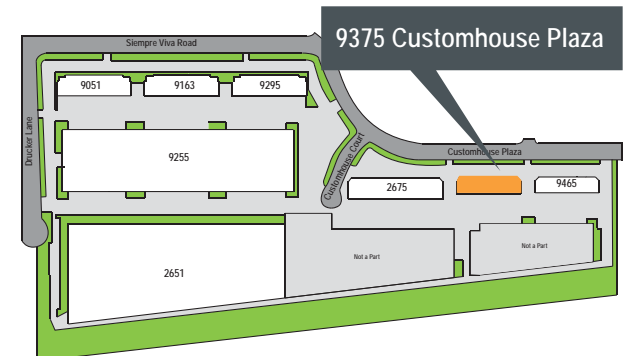 9375 Customhouse Plaza
Siempre Viva Road
9051
9163
9295
Drucker Lane
9255
Customhouse Court
Customhouse Plaza
2675
9465
2651
Not a Part
Not a Part